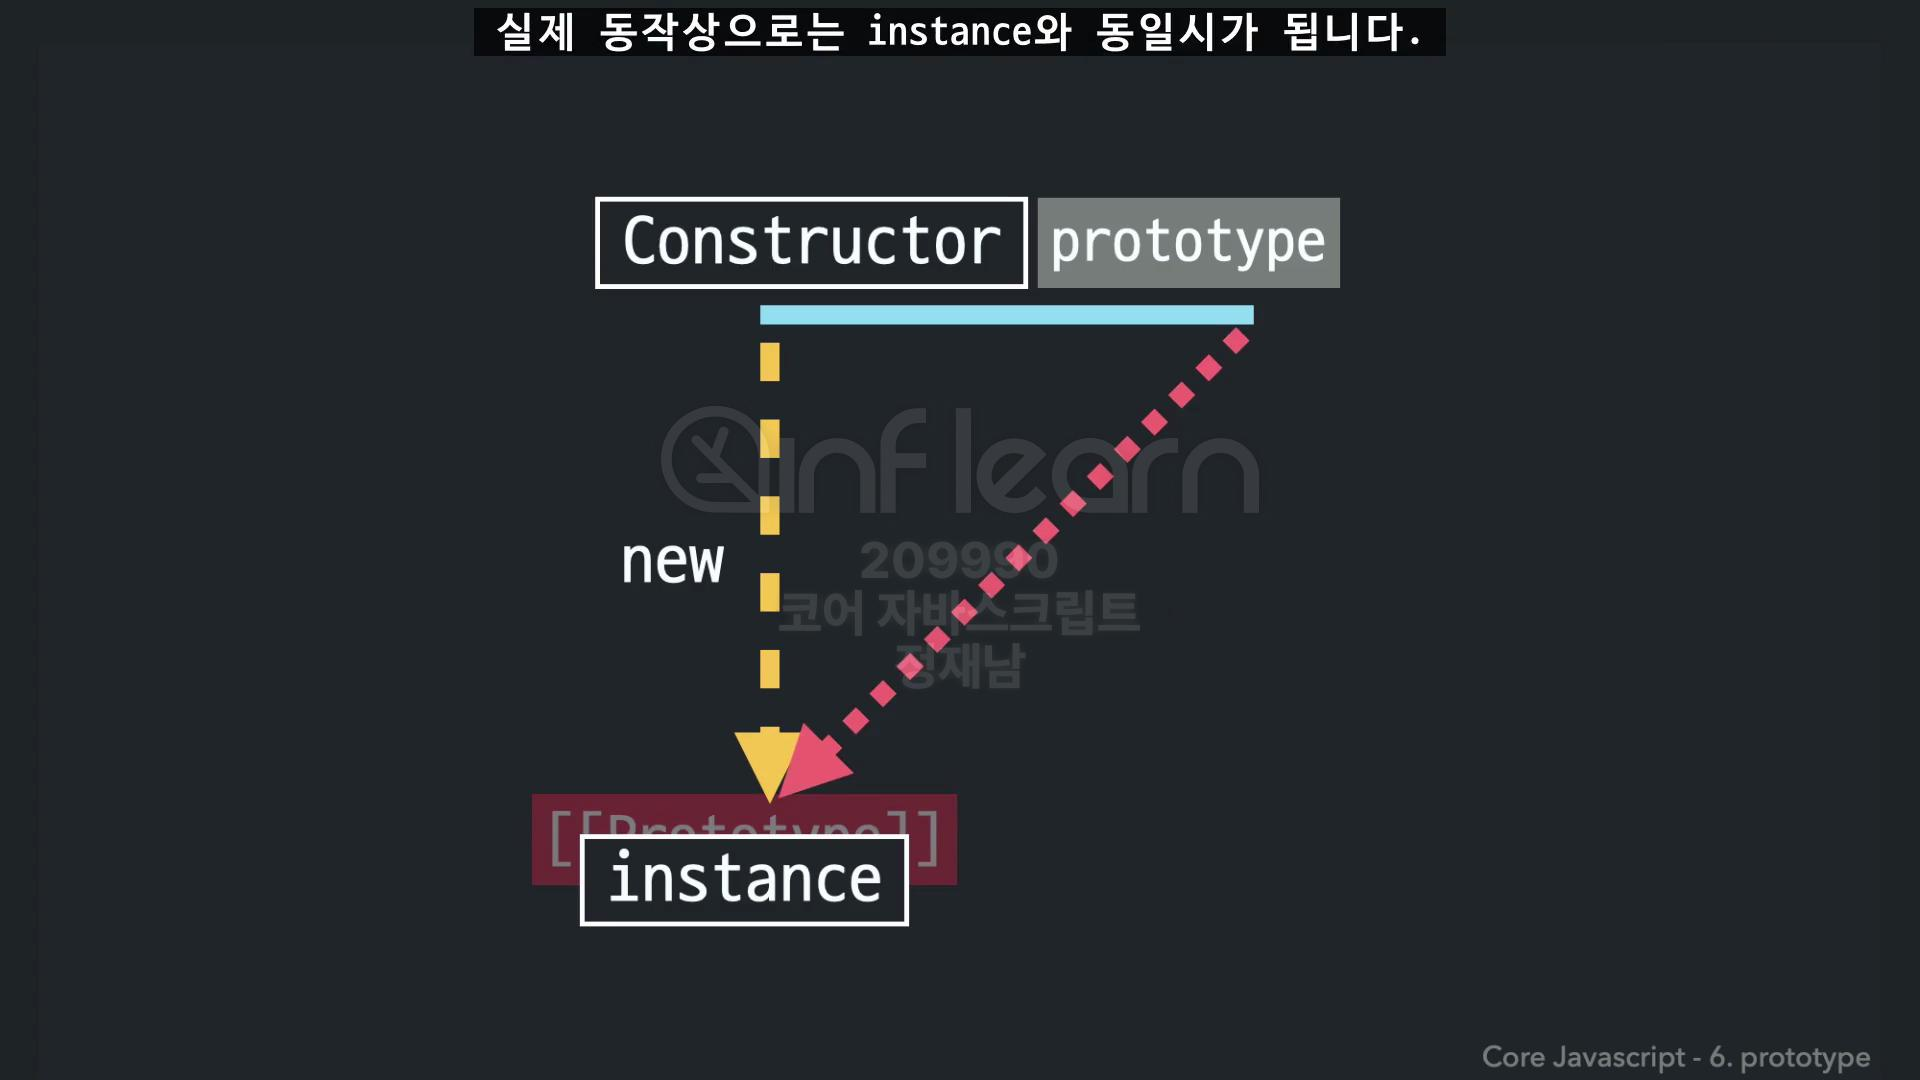 실제 동작상으로는 instance와 동일시가 됩니다.
Constructor prototype
inflearn
209990
new
코어 자바스크립트
정재남
[[Prototype]]
instance
Core Javascript - 6. prototype